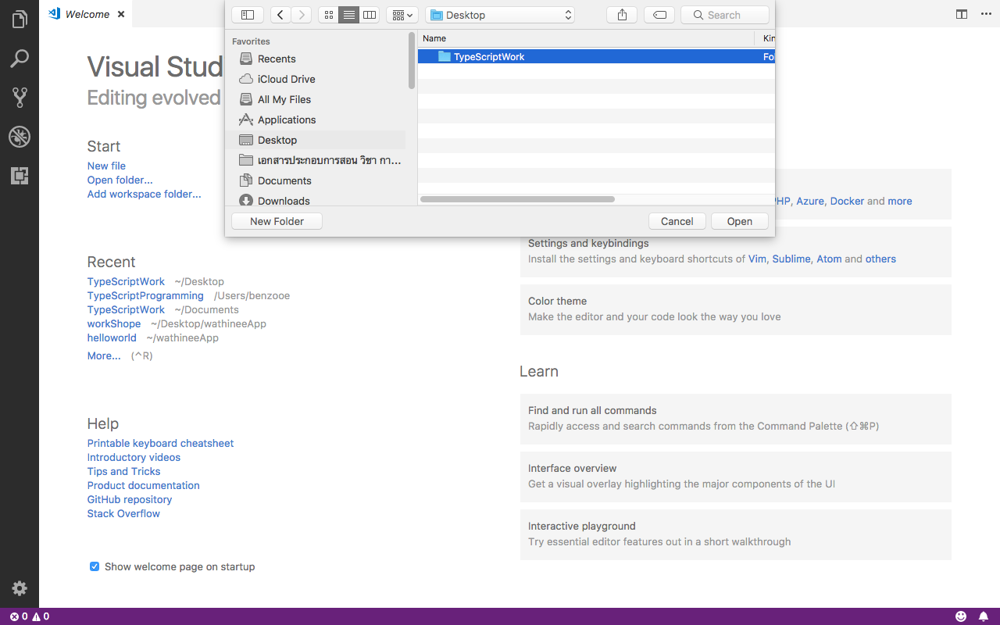 Welcome
Desktop
Search
Favorites
Recents
iCloud Drive
All My Files
Applications
Desktop
เอกสารประกอบการสอน วิชา กา...
Documents
Downloads
Name
Kin
TypeScriptWork
Fo
New Folder
Cancel
Open
Visual Stud
Editing evolved
Start
New file
Open folder...
Add workspace folder...
Recent
TypeScriptWork ~/Desktop
TypeScriptProgramming /Users/benzooe
TypeScriptWork ~/Documents
workShope ~/Desktop/wathineeApp
helloworld ~/wathineeApp
More... (^R)
Help
Printable keyboard cheatsheet
Introductory videos
Tips and Tricks
Product documentation
GitHub repository
Stack Overflow
Show welcome page on startup
HP, Azure, Docker and more
Settings and keybindings
Install the settings and keyboard shortcuts of Vim, Sublime, Atom and others
Color theme
Make the editor and your code look the way you love
Learn
Find and run all commands
Rapidly access and search commands from the Command Palette (⇧⌘P)
Interface overview
Get a visual overlay highlighting the major components of the UI
Interactive playground
Try essential editor features out in a short walkthrough
0 0